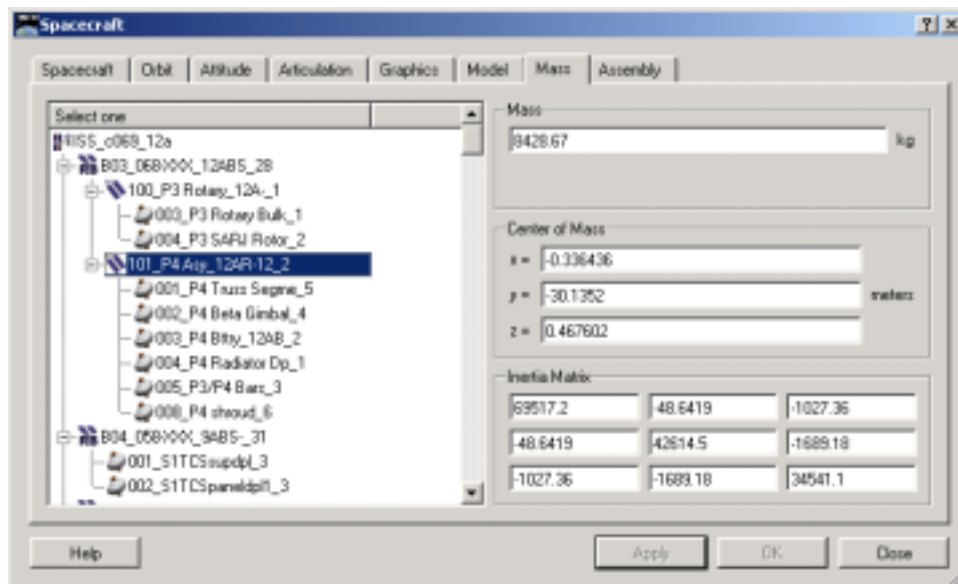 Spacecraft
Spacecraft Orbit Attitude Articulation Graphics Model Mass Assembly
Select one
ISS_c069_12a
B03_068XXX_12ABS_28
100_P3 Rotary_12A-_1
003_P3 Rotary Bulk_1
004_P3 SARJ Rotor_2
101_P4 Asy_12AR-12_2
001_P4 Truss Segme_5
002_P4 Beta Gimbal_4
003_P4 Bttry_12AB_2
004_P4 Radiator Dp_1
005_P3/P4 Bars_3
008_P4 shroud_6
B04_058XXX_9ABS-_31
001_S1TCSsupdpl_3
002_S1TCSpaneldpl1_3
Mass
8428.67 kg
Center of Mass
x = -0.336436
y = -30.1352 meters
z = 0.467602
Inertia Matrix
69517.2 -48.6419 -1027.36
-48.6419 42614.5 -1689.18
-1027.36 -1689.18 34541.1
Help Apply OK Close